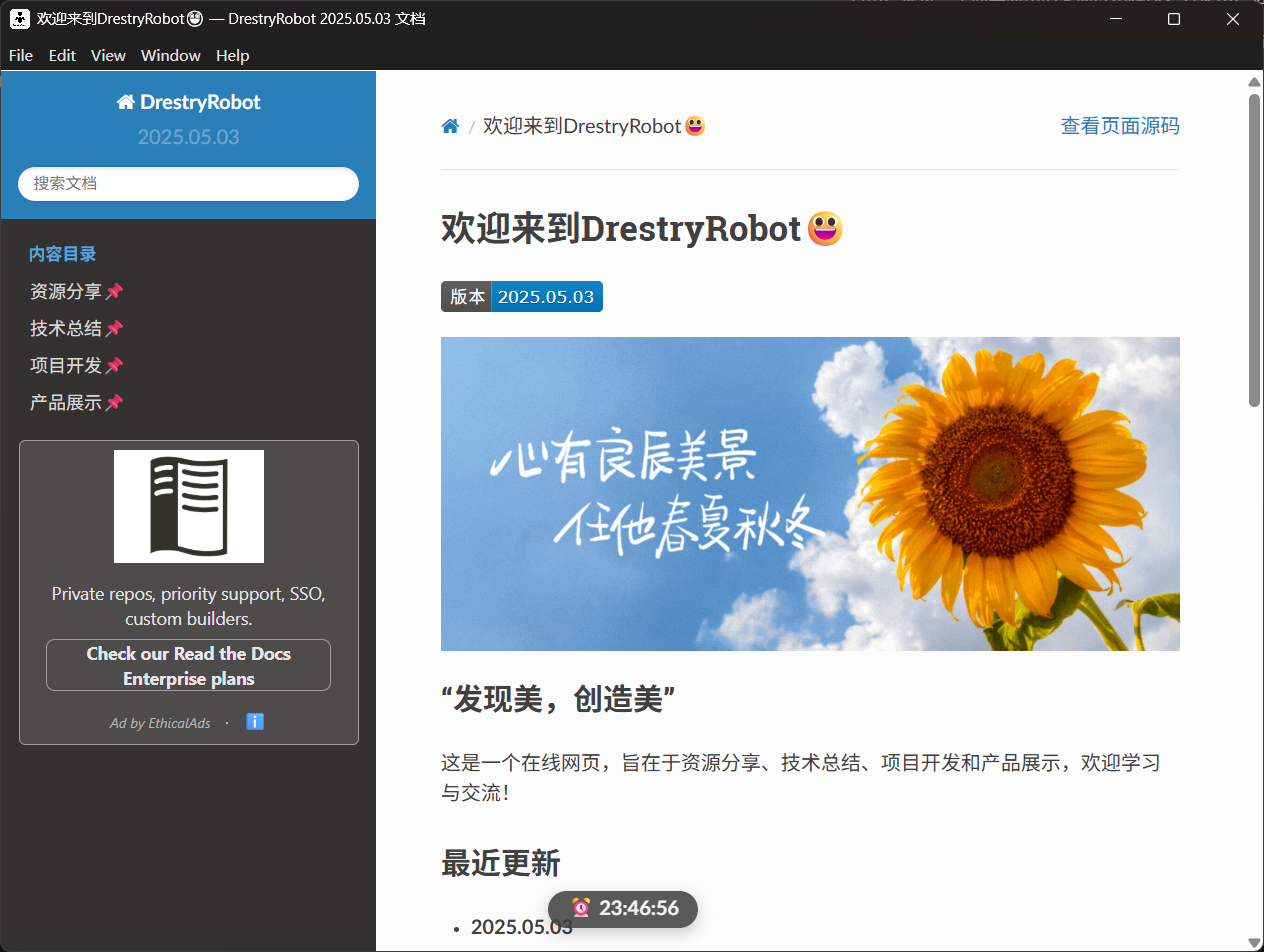 欢迎来到DrestryRobot😀 — DrestryRobot 2025.05.03 文档
File Edit View Window Help
DrestryRobot
2025.05.03
搜索文档
内容目录
资源分享📌
技术总结📌
项目开发📌
产品展示📌
Private repos, priority support, SSO,
custom builders.
Check our Read the Docs
Enterprise plans
Ad by EthicalAds · ℹ️
/ 欢迎来到DrestryRobot😀
查看页面源码
欢迎来到DrestryRobot😀
版本 2025.05.03
心有良辰美景
任他春夏秋冬
“发现美，创造美”
这是一个在线网页，旨在于资源分享、技术总结、项目开发和产品展示，欢迎学习
与交流！
最近更新
• 2025.05.03
⏰ 23:46:56